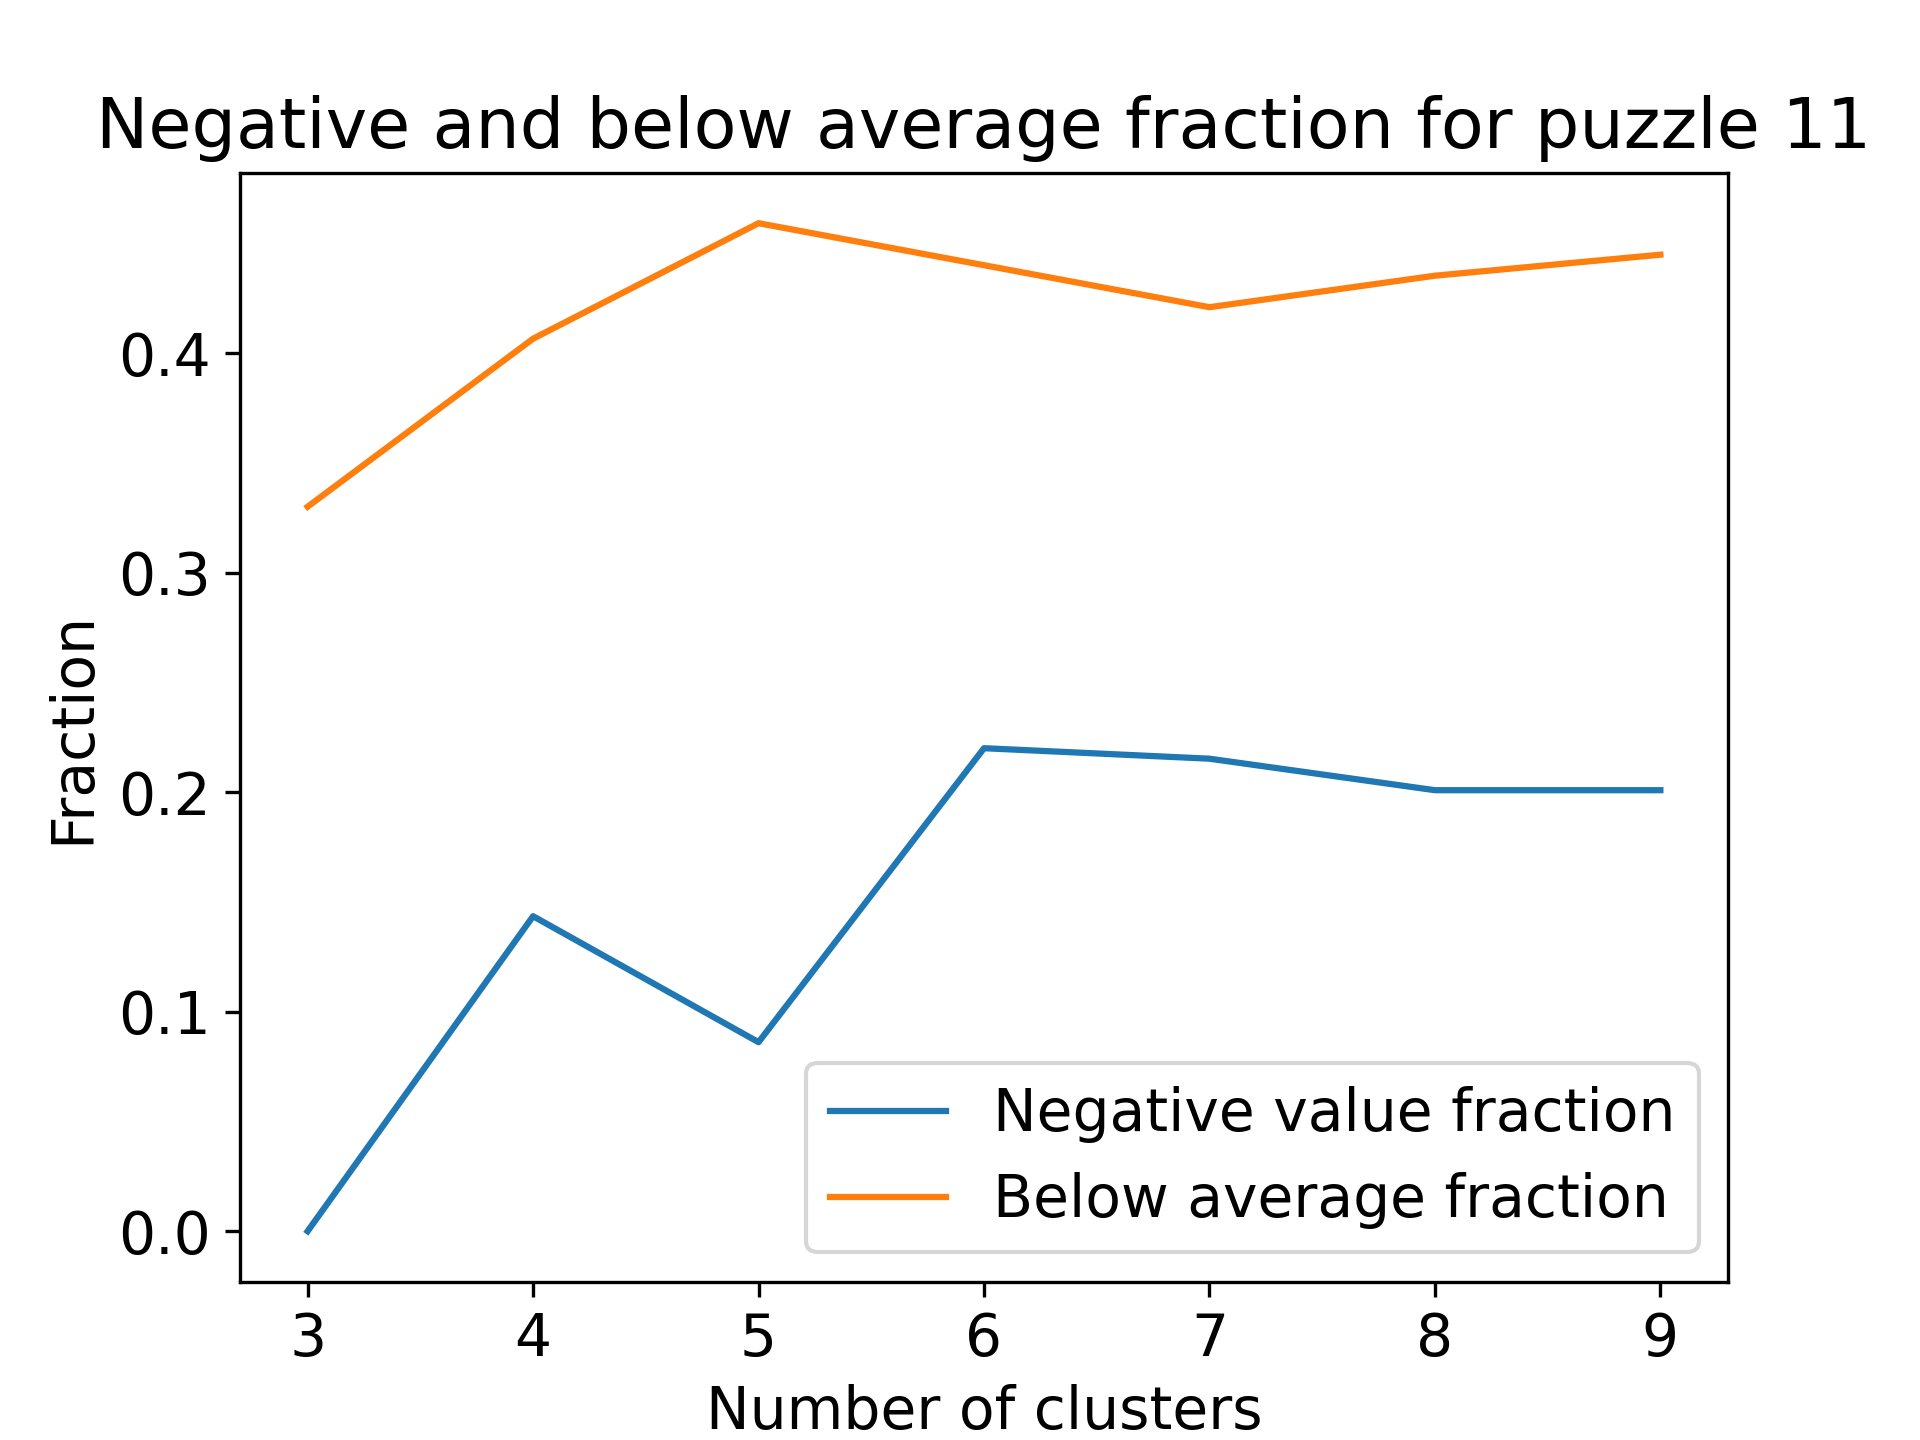 Negative and below average fraction for puzzle 11
0.4
0.3
0.2
0.1
0.0
Fraction
Negative value fraction
Below average fraction
3 4 5 6 7 8 9
Number of clusters